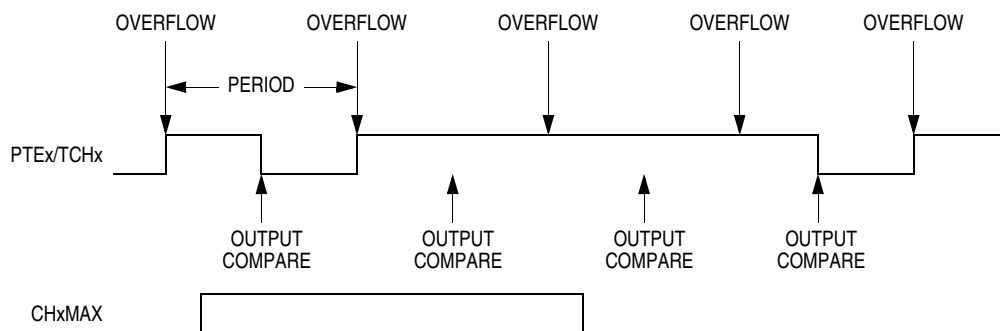 OVERFLOW OVERFLOW OVERFLOW OVERFLOW OVERFLOW
PERIOD
PTEx/TCHx
OUTPUT OUTPUT OUTPUT OUTPUT
COMPARE COMPARE COMPARE COMPARE
CHxMAX